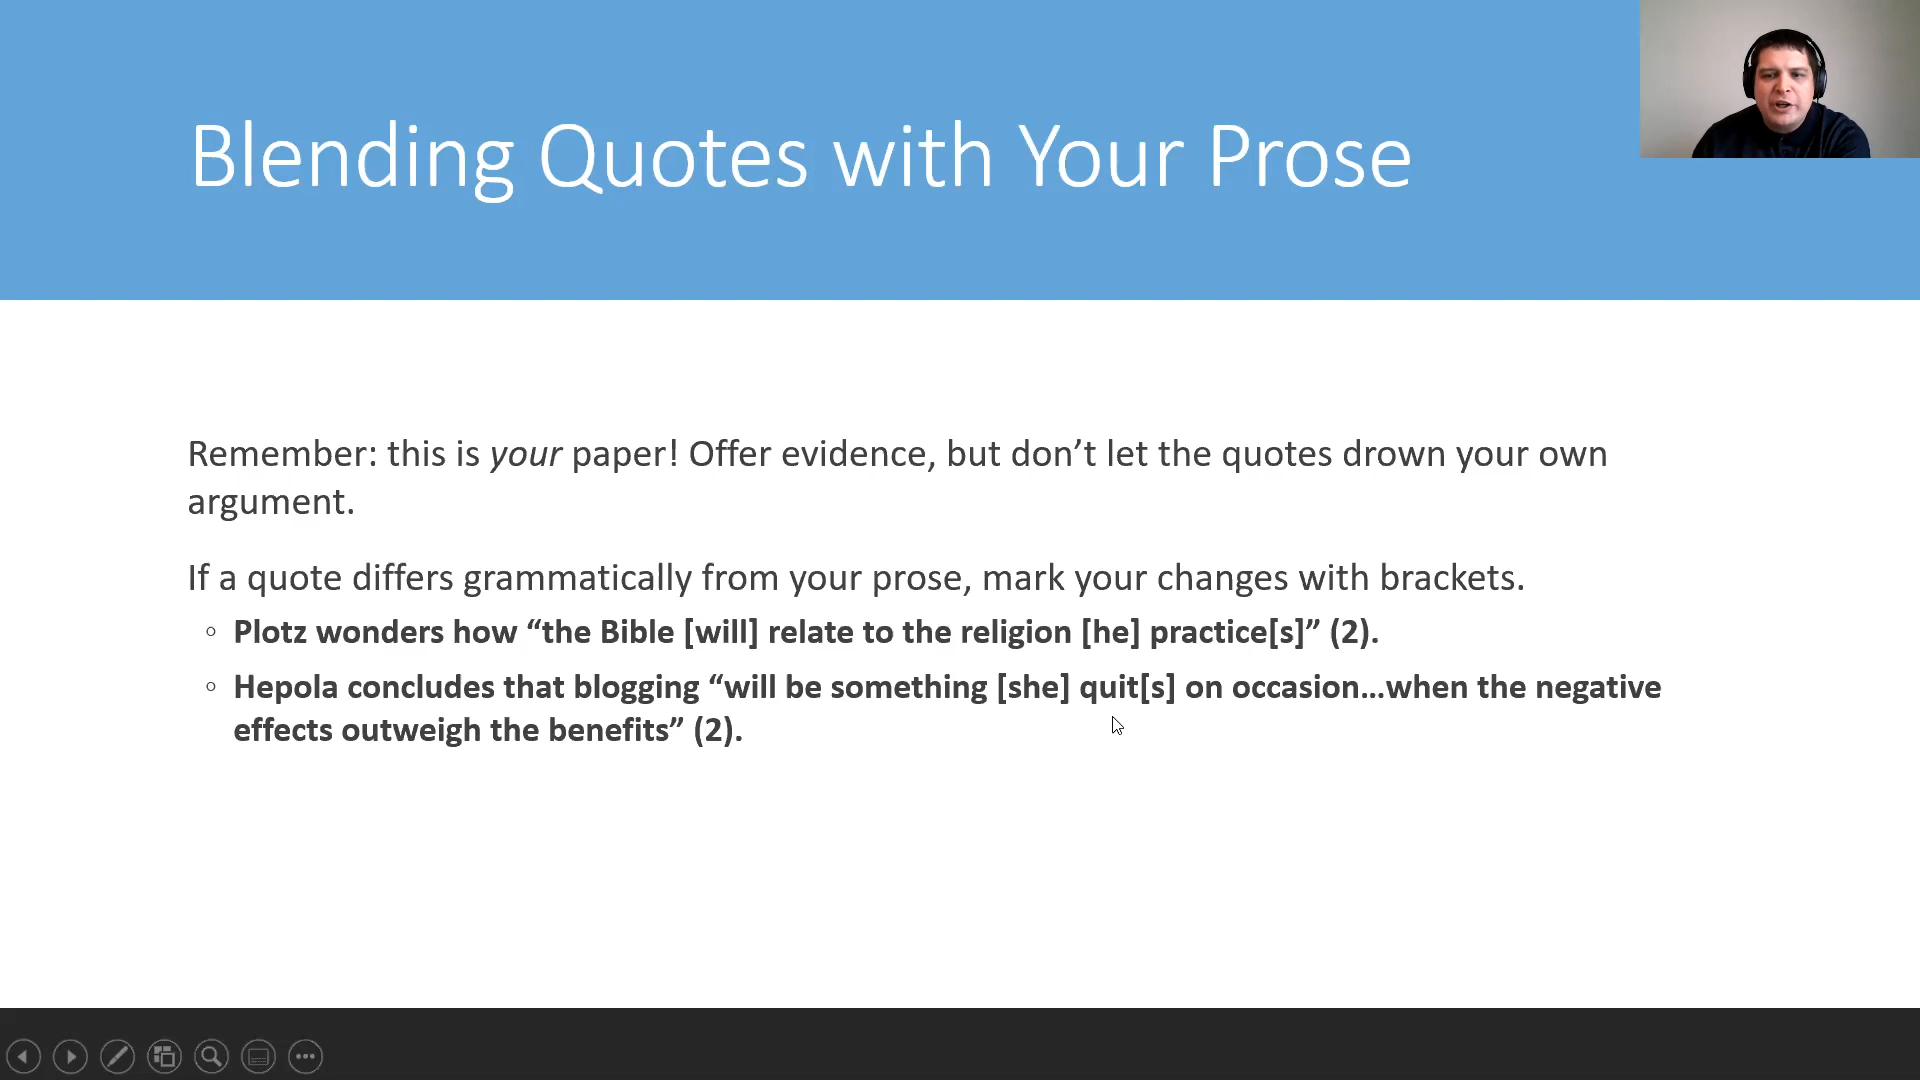 Blending Quotes with Your Prose
Remember: this is your paper! Offer evidence, but don’t let the quotes drown your own
argument.
If a quote differs grammatically from your prose, mark your changes with brackets.
◦ Plotz wonders how “the Bible [will] relate to the religion [he] practice[s]” (2).
◦ Hepola concludes that blogging “will be something [she] quit[s] on occasion…when the negative
effects outweigh the benefits” (2).